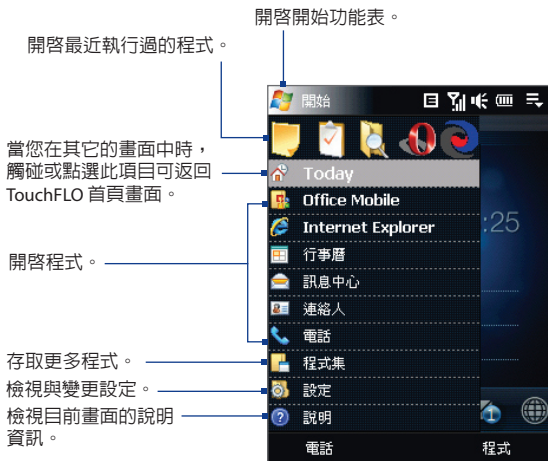 開啓開始功能表。
開啓最近執行過的程式。
開始
當您在其它的畫面中時，
觸碰或點選此項目可返回
TouchFLO 首頁畫面。
Today
Office Mobile
Internet Explorer
:25
開啓程式。
行事曆
訊息中心
連絡人
電話
存取更多程式。
程式集
檢視與變更設定。
設定
檢視目前畫面的說明
資訊。
說明
電話
程式